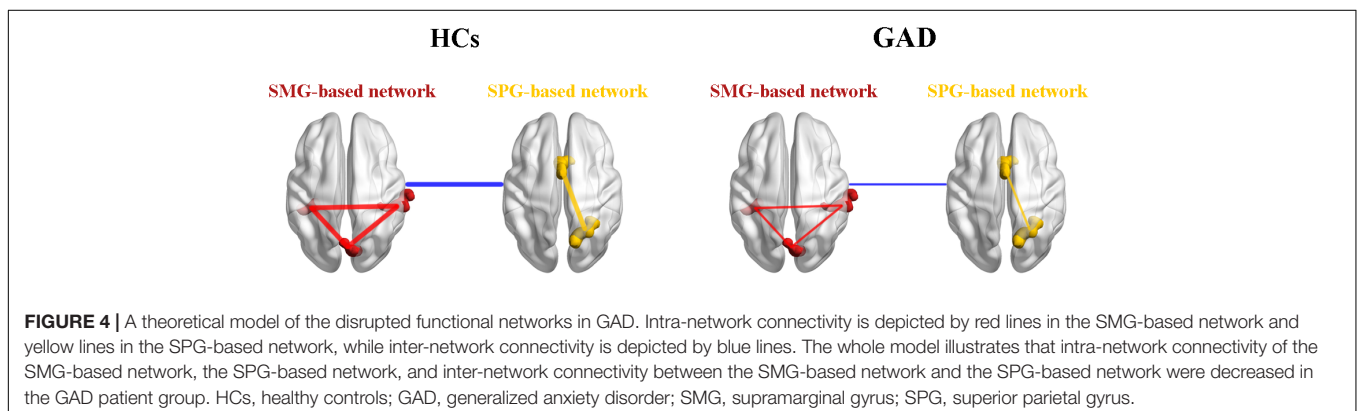 HCs
GAD
SMG-based network
SPG-based network
SMG-based network
SPG-based network
FIGURE 4 | A theoretical model of the disrupted functional networks in GAD. Intra-network connectivity is depicted by red lines in the SMG-based network and
yellow lines in the SPG-based network, while inter-network connectivity is depicted by blue lines. The whole model illustrates that intra-network connectivity of the
SMG-based network, the SPG-based network, and inter-network connectivity between the SMG-based network and the SPG-based network were decreased in
the GAD patient group. HCs, healthy controls; GAD, generalized anxiety disorder; SMG, supramarginal gyrus; SPG, superior parietal gyrus.